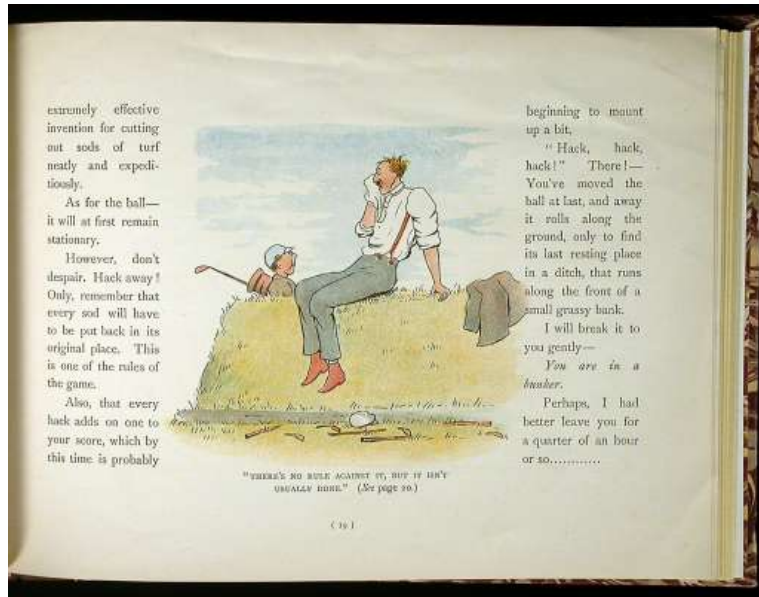 extremely effective
invention for cutting
out sods of turf
neatly and expedi-
tiously.
As for the ball—
it will at first remain
stationary.
However, don't
despair. Hack away!
Only, remember that
every sod will have
to be put back in its
original place. This
is one of the rules of
the game.
Also, that every
hack adds on one to
your score, which by
this time is probably
beginning to mount
up a bit.
"Hack, hack,
hack!" There!—
You've moved the
ball at last, and away
it rolls along the
ground, only to find
its last resting place
in a ditch, that runs
along the front of a
small grassy bank.
I will break it to
you gently—
You are in a
bunker.
Perhaps, I had
better leave you for
a quarter of an hour
or so............
"THERE'S NO RULE AGAINST IT, BUT IT ISN'T
USUALLY DONE." (See page 20.)
( 19 )